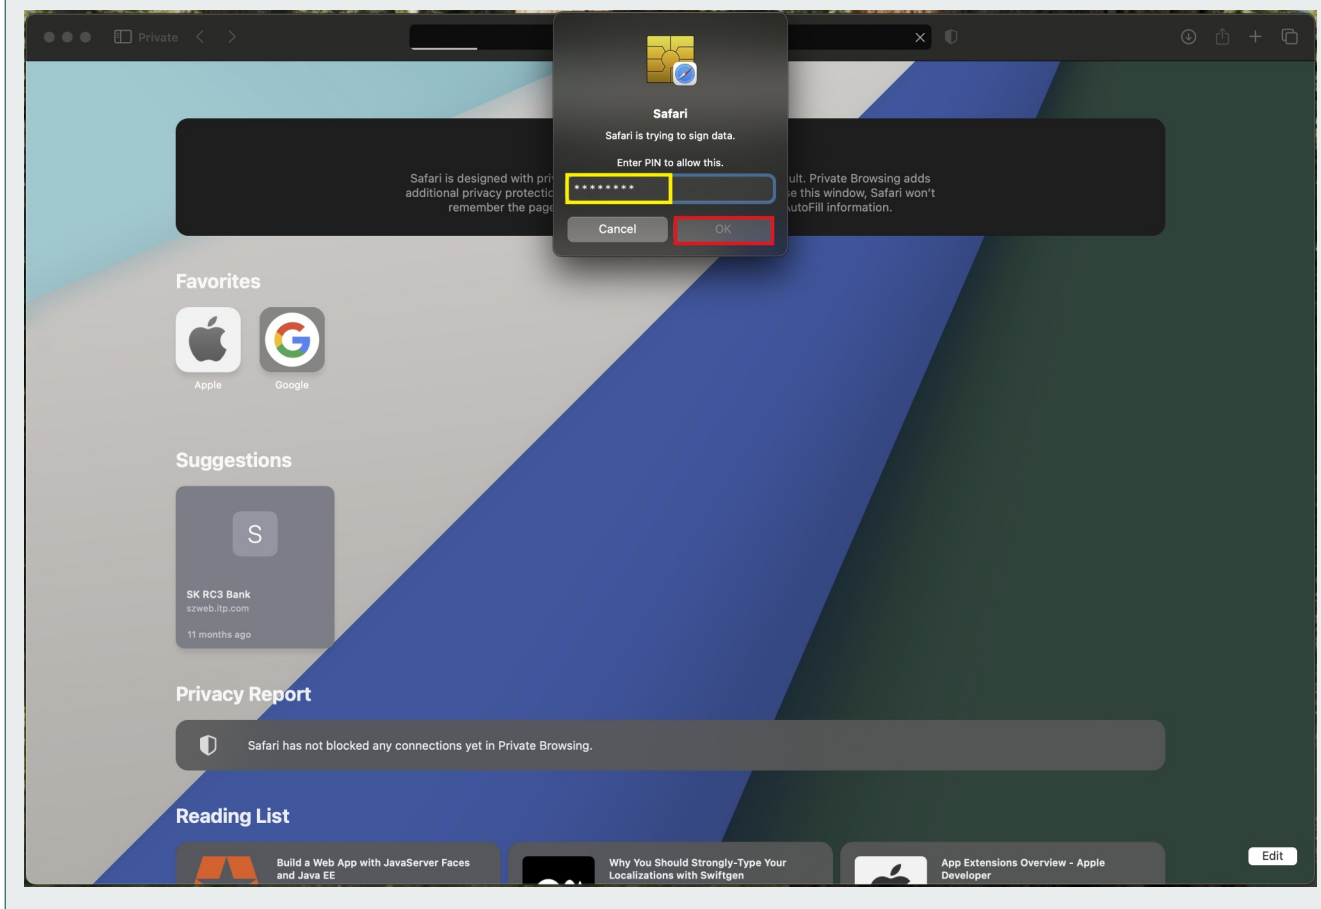 Private
Safari
Safari is trying to sign data.
Enter PIN to allow this.
********
Cancel
OK
Safari is designed with pri
ult. Private Browsing adds
additional privacy protectio
se this window, Safari won't
remember the page
AutoFill information.
Favorites
Apple
Google
Suggestions
S
SK RC3 Bank
szweb.itp.com
11 months ago
Privacy Report
Safari has not blocked any connections yet in Private Browsing.
Reading List
Build a Web App with JavaServer Faces
and Java EE
Why You Should Strongly-Type Your
Localizations with Swiftgen
App Extensions Overview - Apple
Developer
Edit